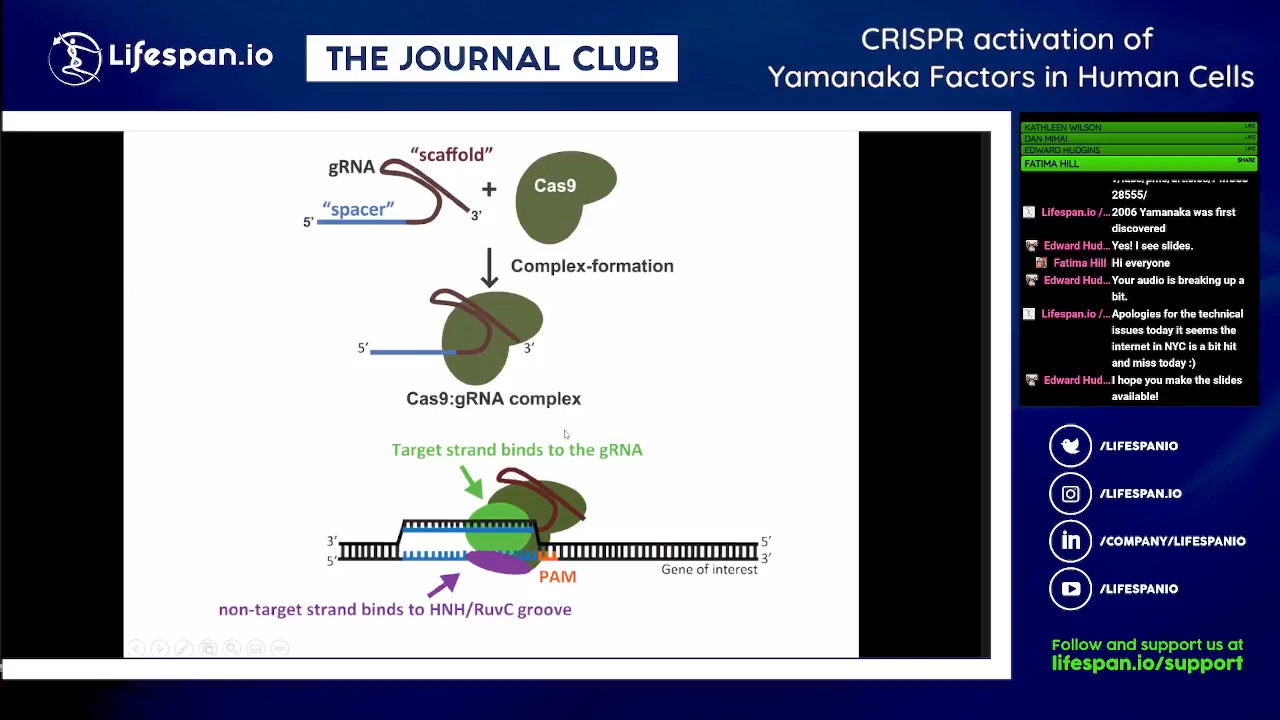 Lifespan.io
THE JOURNAL CLUB
CRISPR activation of
Yamanaka Factors in Human Cells
gRNA
"scaffold"
"spacer"
5'
3'
+
Cas9
Complex-formation
5'
3'
Cas9:gRNA complex
Target strand binds to the gRNA
3'
5'
5'
3'
PAM
Gene of interest
non-target strand binds to HNH/RuvC groove
KATHLEEN WILSON LIKE
DAN MIHAI LIKE
EDWARD HUDGINS LIKE
FATIMA HILL SHARE
28555/
Lifespan.io /... 2006 Yamanaka was first
discovered
Edward Hud... Yes! I see slides.
Fatima Hill Hi everyone
Edward Hud... Your audio is breaking up a
bit.
Lifespan.io /... Apologies for the technical
issues today it seems the
internet in NYC is a bit hit
and miss today :)
Edward Hud... I hope you make the slides
available!
/LIFESPANIO
/LIFESPAN.IO
/COMPANY/LIFESPANIO
/LIFESPANIO
Follow and support us at
lifespan.io/support